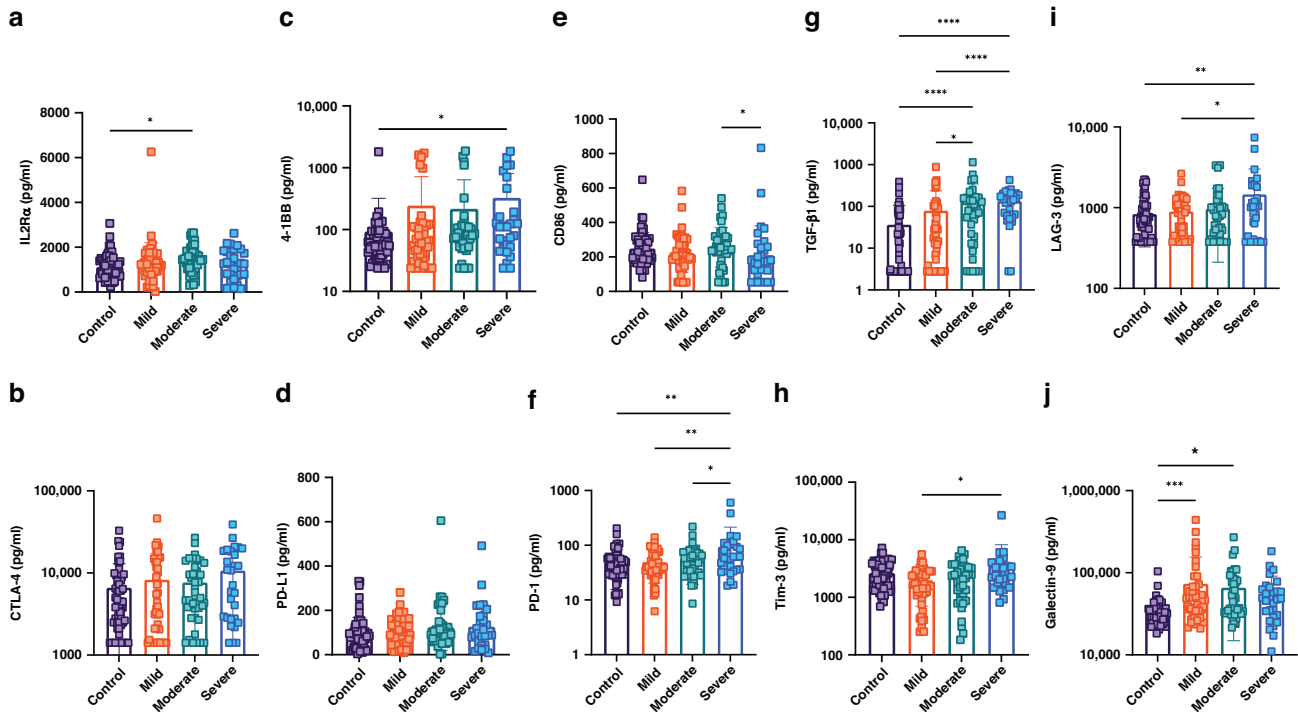 a
IL2Rα (pg/ml)
8000
6000
4000
2000
0
*
Control
Mild
Moderate
Severe
c
4-1BB (pg/ml)
10,000
1000
100
10
*
Control
Mild
Moderate
Severe
e
CD86 (pg/ml)
1000
800
600
400
200
0
*
Control
Mild
Moderate
Severe
g
TGF-β1 (pg/ml)
10,000
1000
100
10
1
****
****
****
*
Control
Mild
Moderate
Severe
i
LAG-3 (pg/ml)
10,000
1000
100
**
*
Control
Mild
Moderate
Severe
b
CTLA-4 (pg/ml)
100,000
10,000
1000
Control
Mild
Moderate
Severe
d
PD-L1 (pg/ml)
800
600
400
200
0
Control
Mild
Moderate
Severe
f
PD-1 (pg/ml)
1000
100
10
1
**
**
*
Control
Mild
Moderate
Severe
h
Tim-3 (pg/ml)
100,000
10,000
1000
100
*
Control
Mild
Moderate
Severe
j
Galectin-9 (pg/ml)
1,000,000
100,000
10,000
*
***
Control
Mild
Moderate
Severe